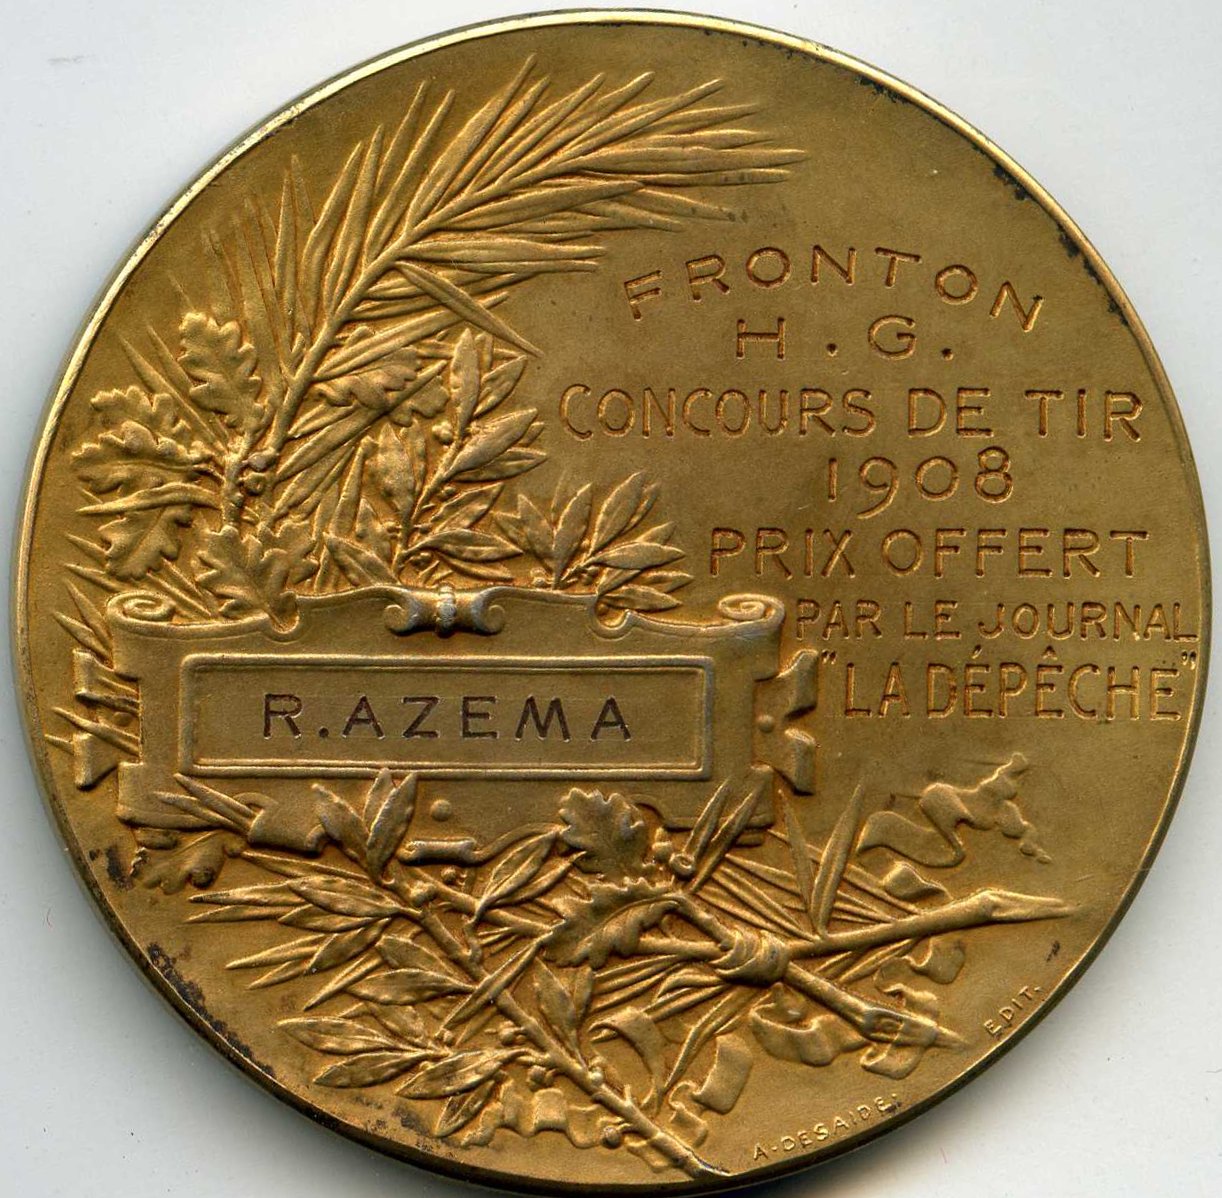 FRONTON
H. G.
CONCOURS DE TIR
1908
PRIX OFFERT
PAR LE JOURNAL
"LA DÉPÊCHE"
R. AZEMA
A. DESAIDE. EDIT.